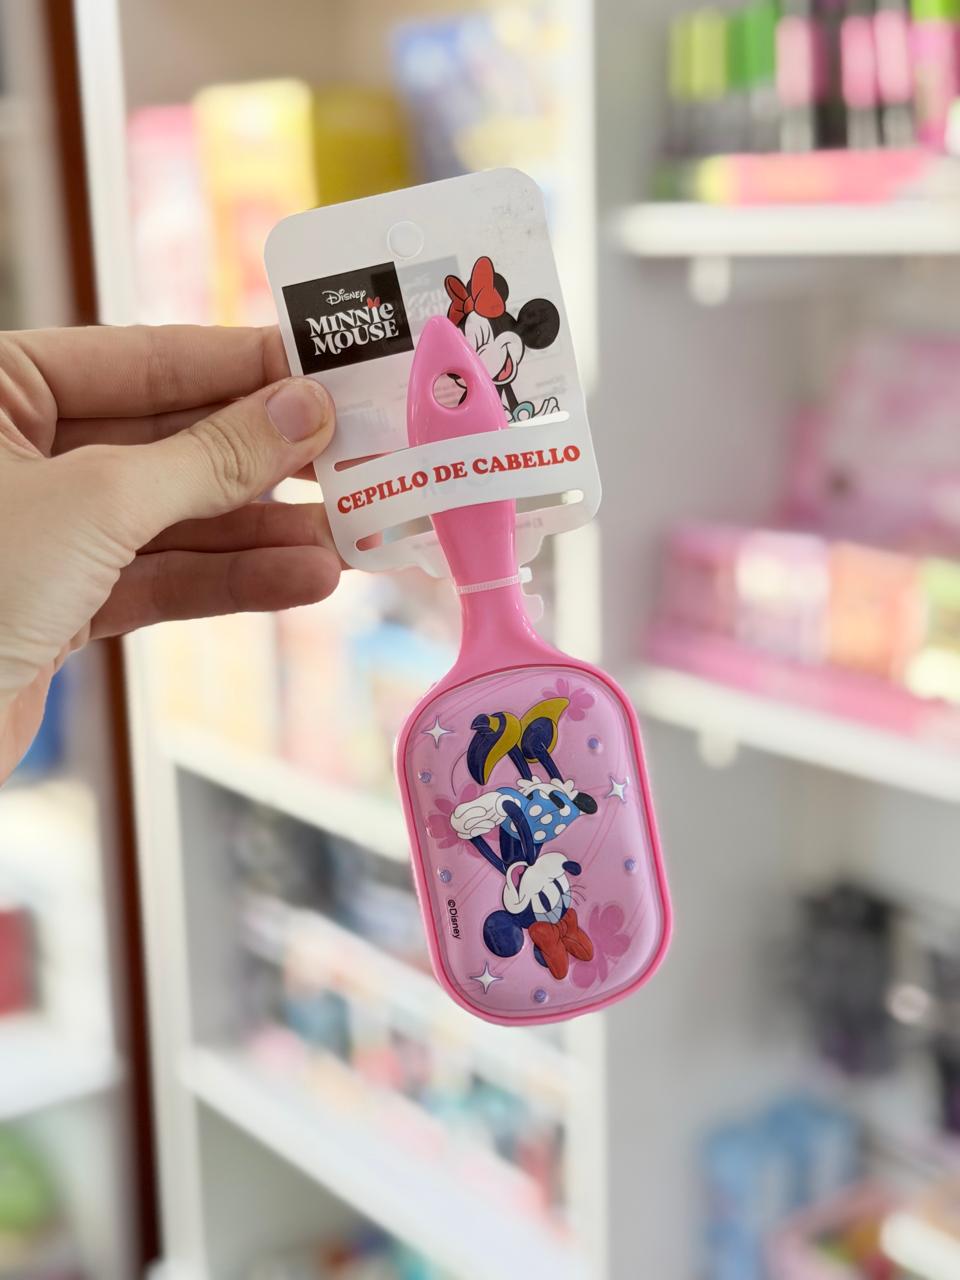 Disney
MINNIE
MOUSE
CEPILLO DE CABELLO
©Disney